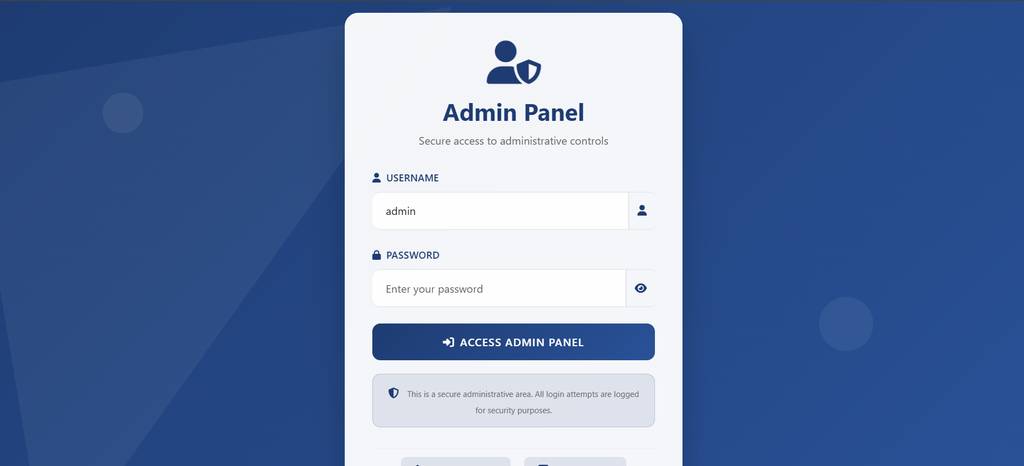 Admin Panel
Secure access to administrative controls
USERNAME
admin
PASSWORD
Enter your password
ACCESS ADMIN PANEL
This is a secure administrative area. All login attempts are logged
for security purposes.